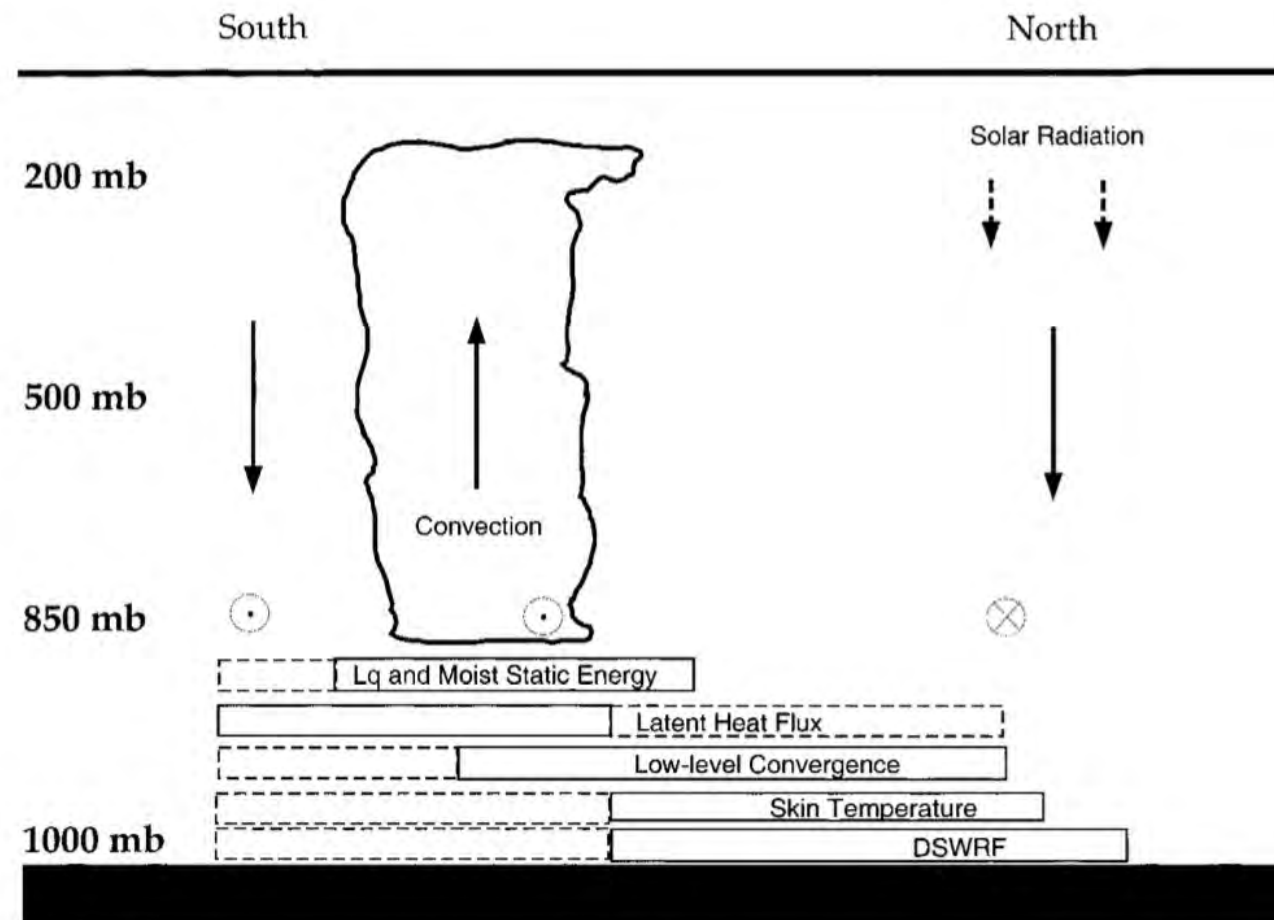 South North
Solar Radiation
200 mb
500 mb
Convection
850 mb
Lq and Moist Static Energy
Latent Heat Flux
Low-level Convergence
Skin Temperature
1000 mb DSWRF